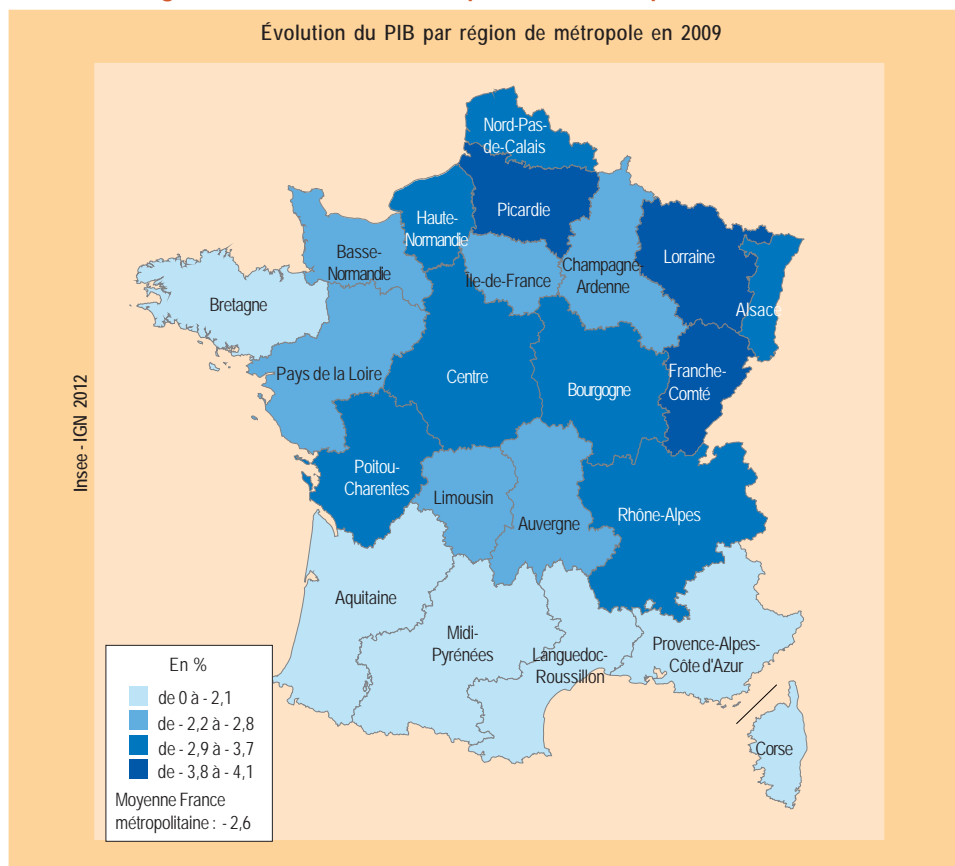 Évolution du PIB par région de métropole en 2009
Nord-Pas-
de-Calais
Picardie
Haute-
Normandie
Basse-
Normandie
Île-de-France
Champagne-
Ardenne
Lorraine
Alsace
Bretagne
Pays de la Loire
Centre
Bourgogne
Franche-
Comté
Poitou-
Charentes
Limousin
Auvergne
Rhône-Alpes
Aquitaine
Midi-
Pyrénées
Languedoc-
Roussillon
Provence-Alpes-
Côte d'Azur
Corse
Insee - IGN 2012
En %
de 0 à - 2,1
de - 2,2 à - 2,8
de - 2,9 à - 3,7
de - 3,8 à - 4,1
Moyenne France
métropolitaine : - 2,6